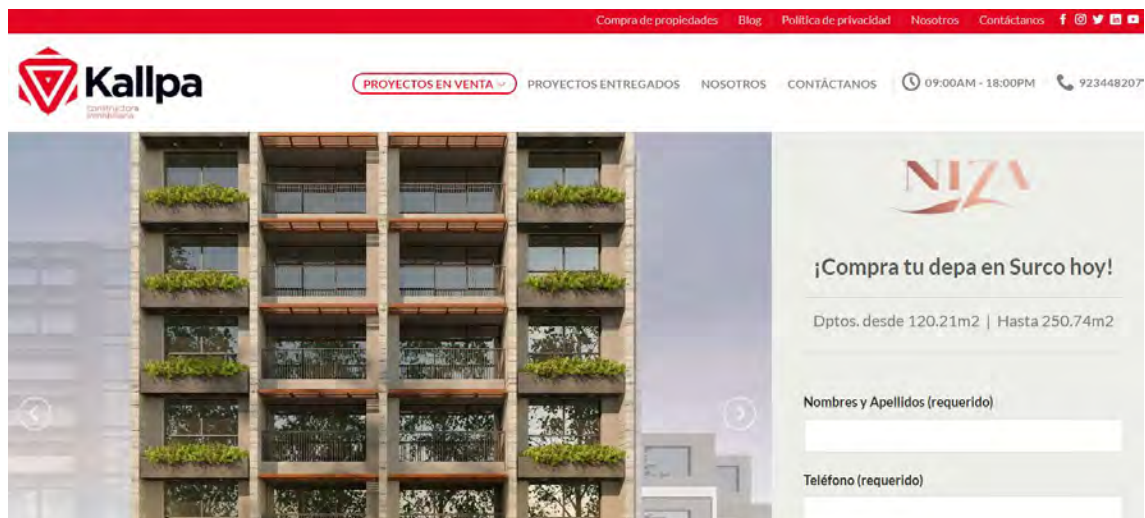 Compra de propiedades Blog Política de privacidad Nosotros Contáctanos
Kallpa
constructora
inmobiliaria
PROYECTOS EN VENTA PROYECTOS ENTREGADOS NOSOTROS CONTÁCTANOS 09:00AM - 18:00PM 923448207
NIZA
¡Compra tu depa en Surco hoy!
Dptos. desde 120.21m2 | Hasta 250.74m2
Nombres y Apellidos (requerido)
Teléfono (requerido)